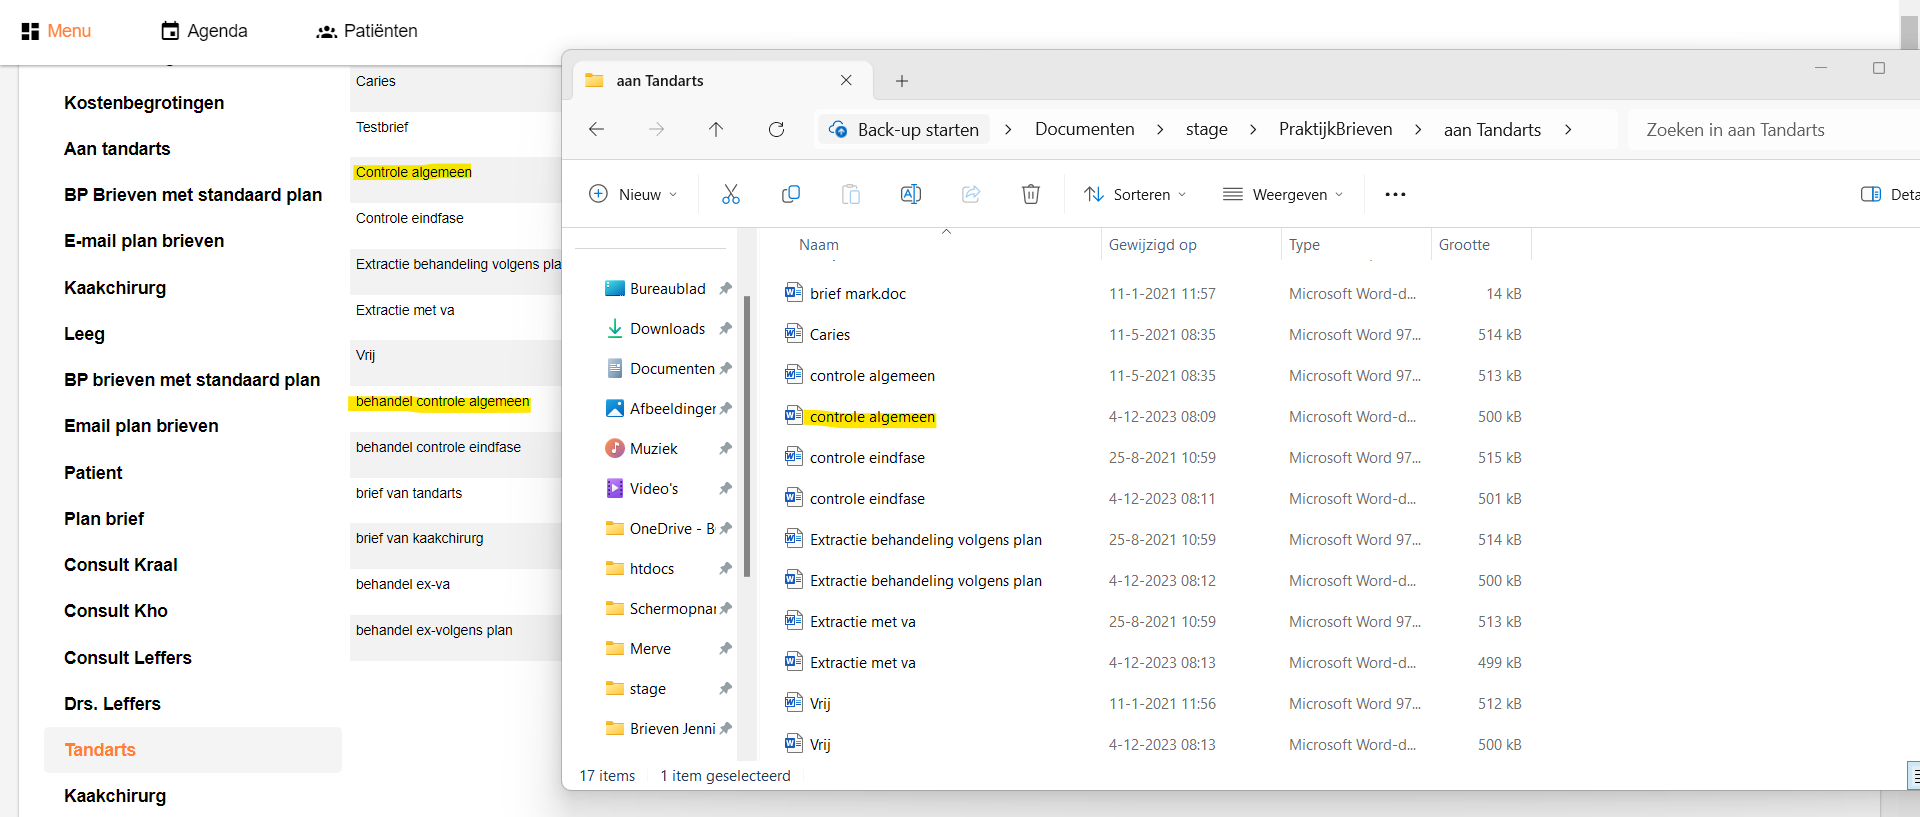 Menu
Agenda
Patiënten
Kostenbegrotingen
Aan tandarts
BP Brieven met standaard plan
E-mail plan brieven
Kaakchirurg
Leeg
BP brieven met standaard plan
Email plan brieven
Patient
Plan brief
Consult Kraal
Consult Kho
Consult Leffers
Drs. Leffers
Tandarts
Kaakchirurg
Caries
Testbrief
Controle algemeen
Controle eindfase
Extractie behandeling volgens pla
Extractie met va
Vrij
behandel controle algemeen
behandel controle eindfase
brief van tandarts
brief van kaakchirurg
behandel ex-va
behandel ex-volgens plan
aan Tandarts
Back-up starten > Documenten > stage > PraktijkBrieven > aan Tandarts >
Zoeken in aan Tandarts
Nieuw
Sorteren
Weergeven
Deta
Bureaublad
Downloads
Documenten
Afbeeldinger
Muziek
Video's
OneDrive - B
htdocs
Schermopnar
Merve
stage
Brieven Jenni
Naam Gewijzigd op Type Grootte
brief mark.doc 11-1-2021 11:57 Microsoft Word-d... 14 kB
Caries 11-5-2021 08:35 Microsoft Word 97... 514 kB
controle algemeen 11-5-2021 08:35 Microsoft Word 97... 513 kB
controle algemeen 4-12-2023 08:09 Microsoft Word-d... 500 kB
controle eindfase 25-8-2021 10:59 Microsoft Word 97... 515 kB
controle eindfase 4-12-2023 08:11 Microsoft Word-d... 501 kB
Extractie behandeling volgens plan 25-8-2021 10:59 Microsoft Word 97... 514 kB
Extractie behandeling volgens plan 4-12-2023 08:12 Microsoft Word-d... 500 kB
Extractie met va 25-8-2021 10:59 Microsoft Word 97... 513 kB
Extractie met va 4-12-2023 08:13 Microsoft Word-d... 499 kB
Vrij 11-1-2021 11:56 Microsoft Word 97... 512 kB
Vrij 4-12-2023 08:13 Microsoft Word-d... 500 kB
17 items 1 item geselecteerd